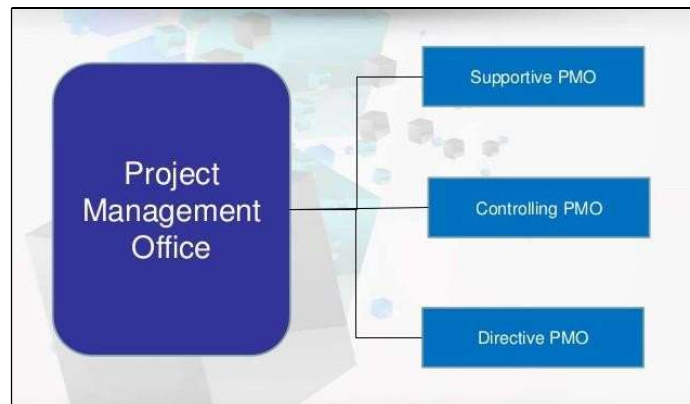 Project
Management
Office
Supportive PMO
Controlling PMO
Directive PMO